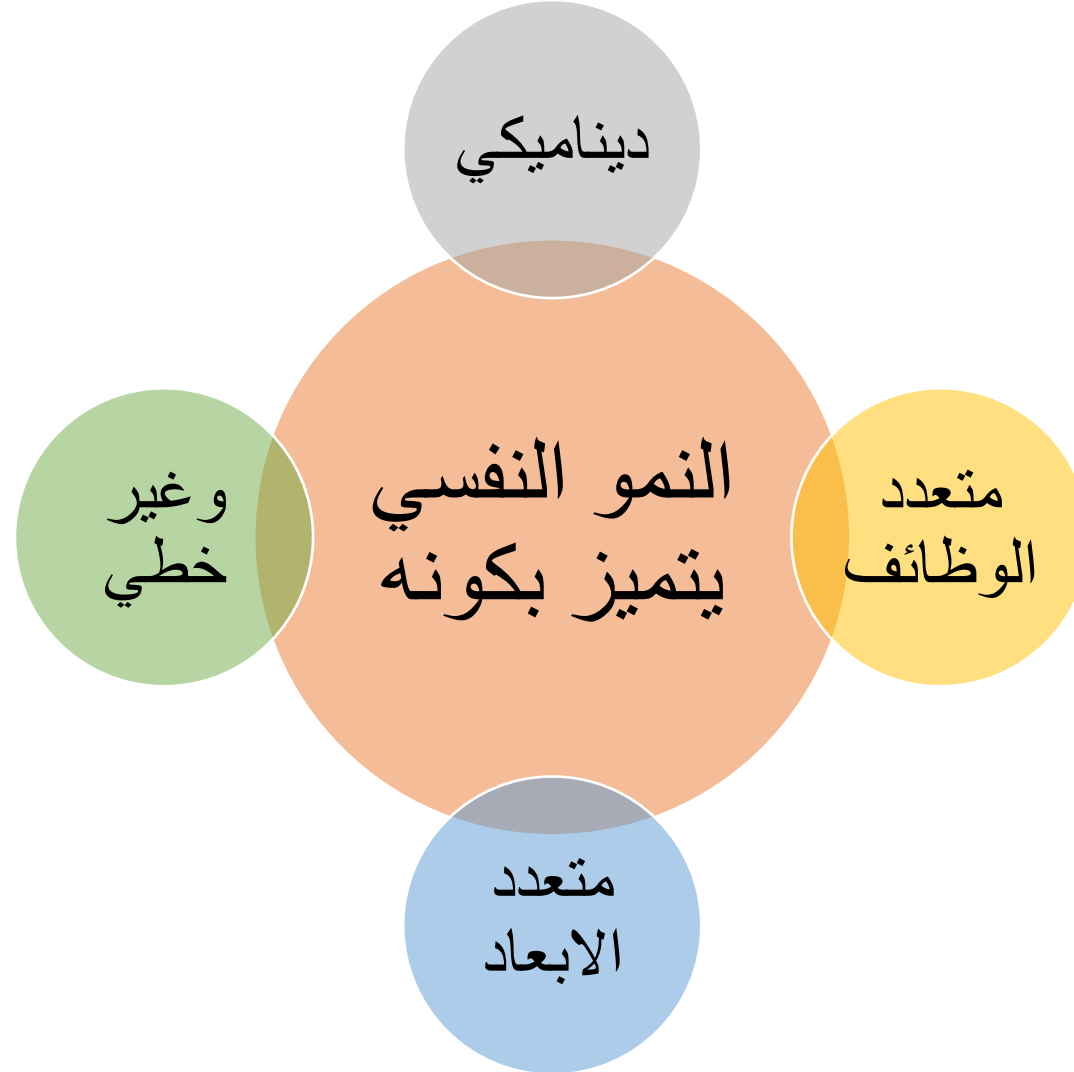 ديناميكي
النمو النفسي
يتميز بكونه
متعدد
الوظائف
متعدد
الابعاد
وغير
خطي